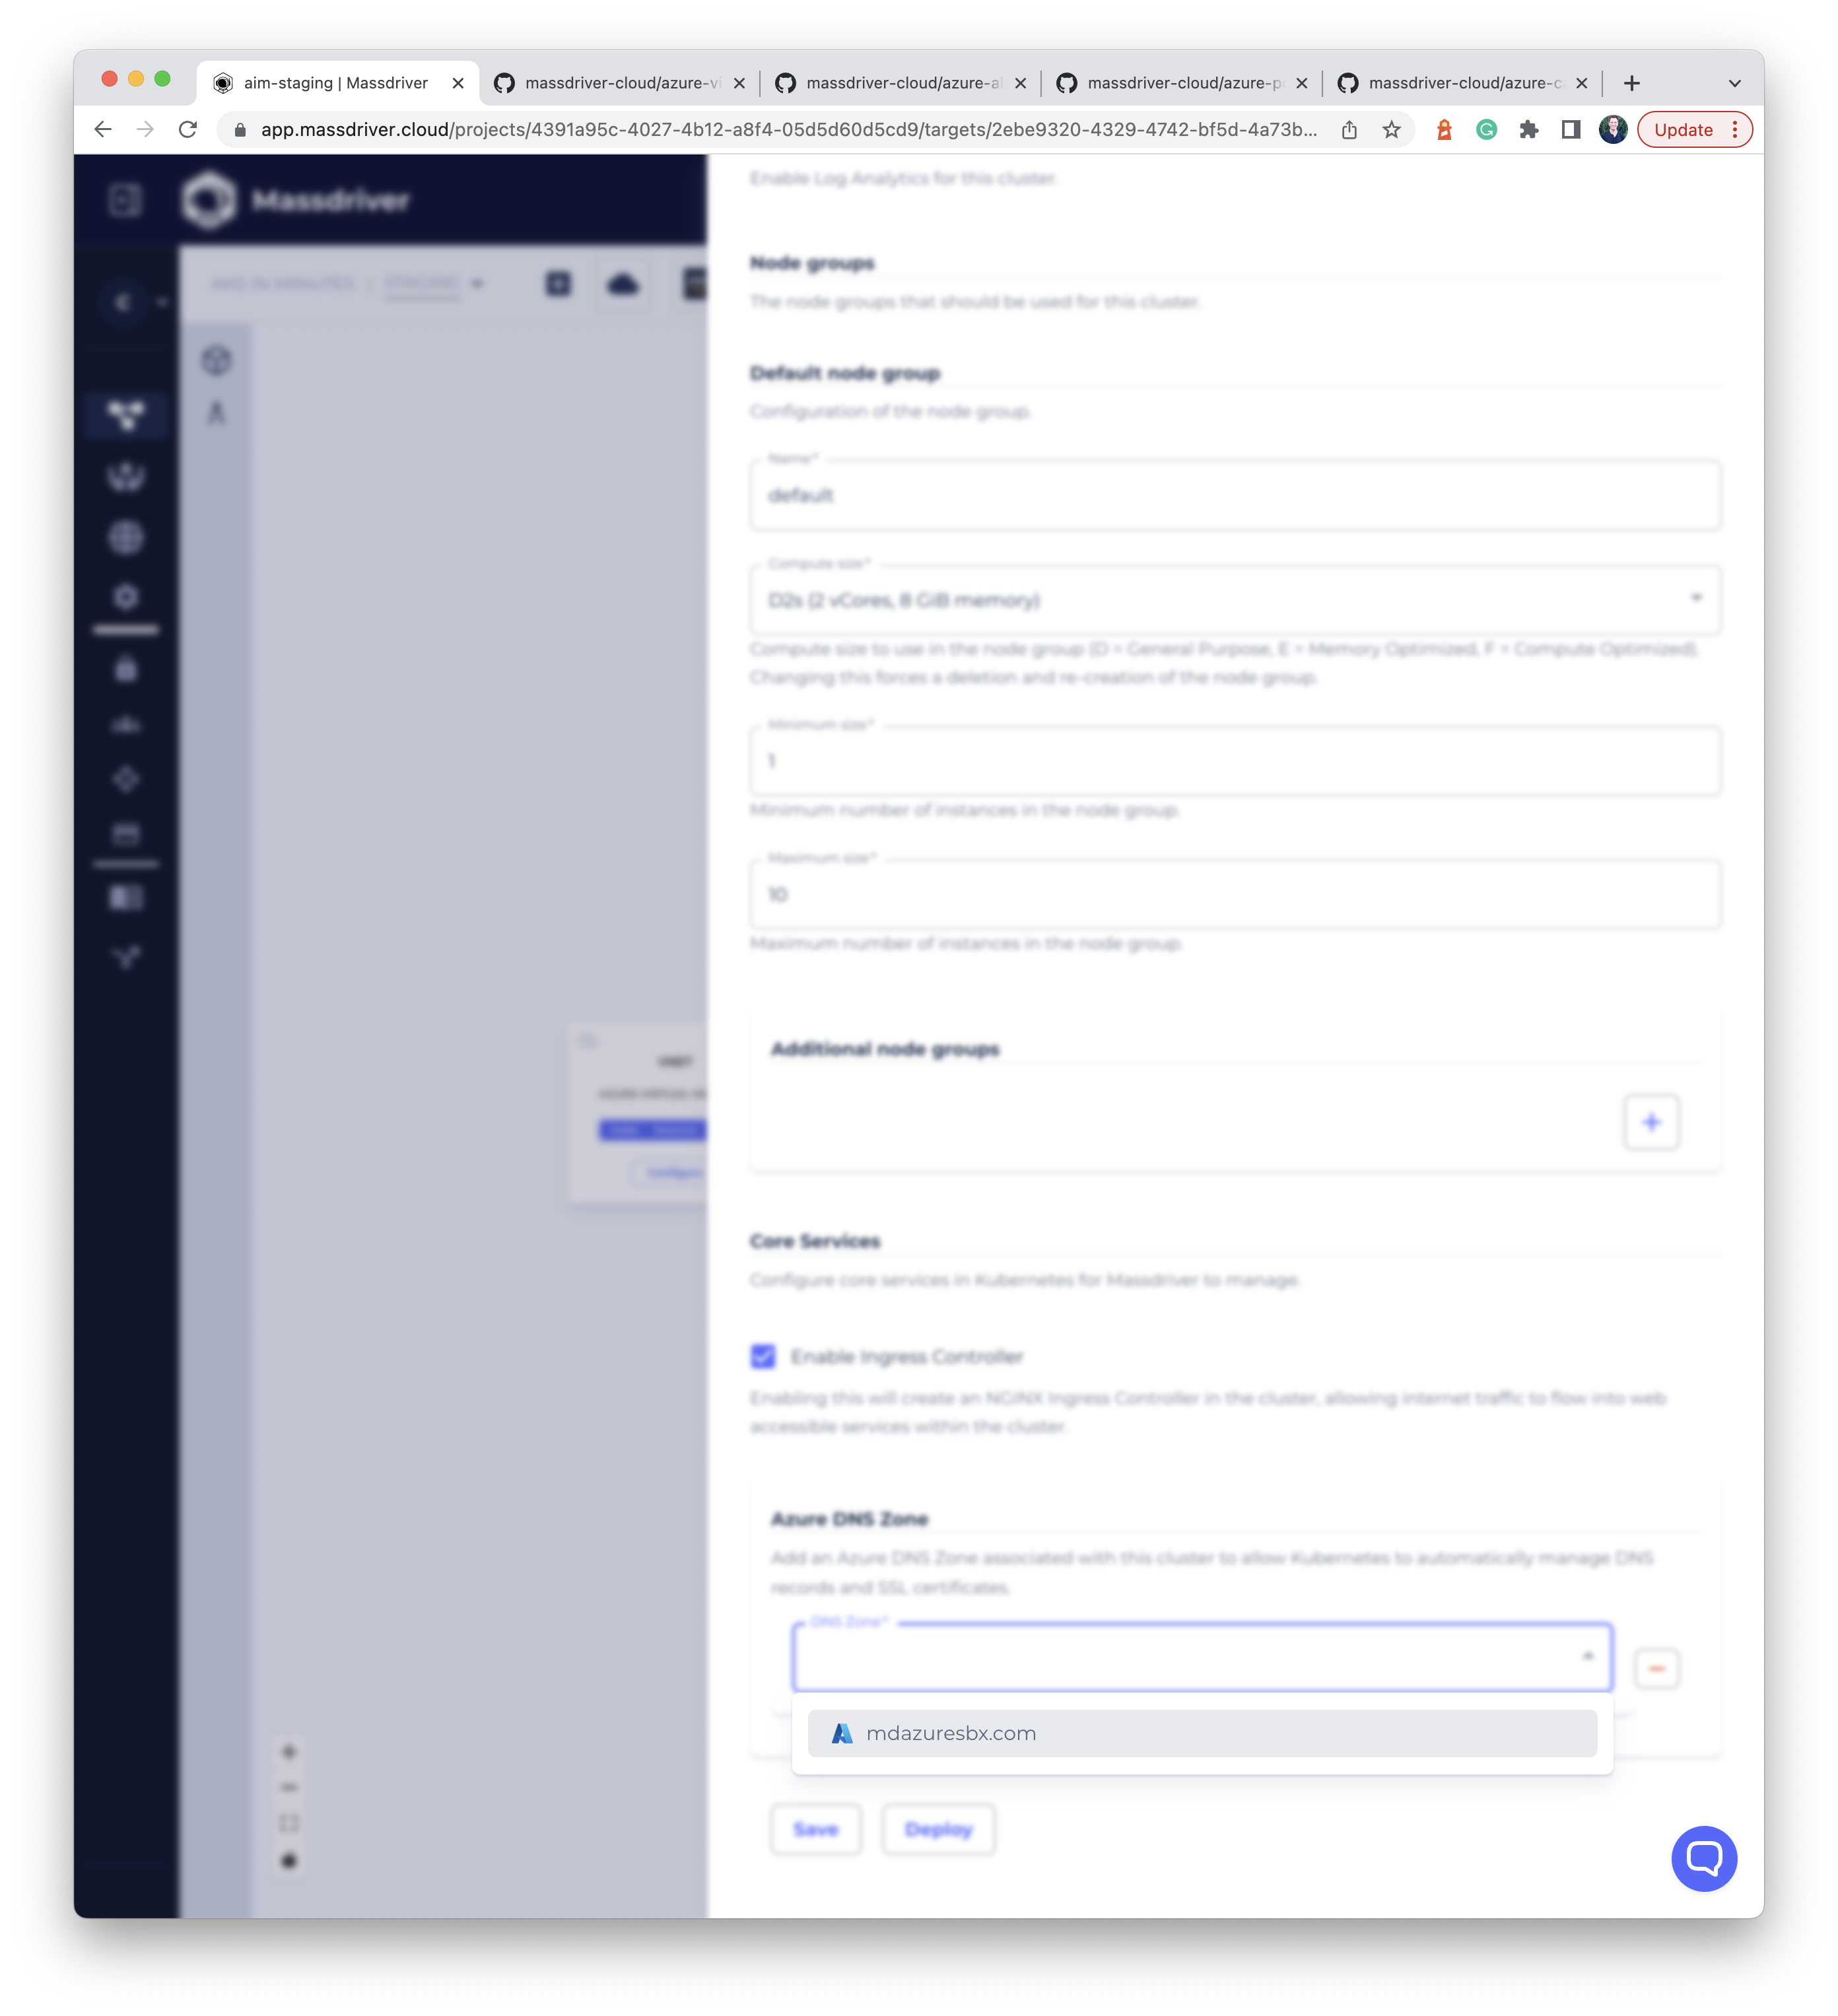 aim-staging | Massdriver
massdriver-cloud/azure-vi
massdriver-cloud/azure-al
massdriver-cloud/azure-po
massdriver-cloud/azure-c
app.massdriver.cloud/projects/4391a95c-4027-4b12-a8f4-05d5d60d5cd9/targets/2ebe9320-4329-4742-bf5d-4a73b...
Update
Massdriver
AKS IN MINUTES : STAGING
C
Enable Log Analytics for this cluster.
Node groups
The node groups that should be used for this cluster.
Default node group
Configuration of the node group.
Name*
default
Compute size*
D2s (2 vCores, 8 GiB memory)
Compute size to use in the node group (D = General Purpose, E = Memory Optimized, F = Compute Optimized).
Changing this forces a deletion and re-creation of the node group.
Minimum size*
1
Minimum number of instances in the node group.
Maximum size*
10
Maximum number of instances in the node group.
VNET
AZURE VIRTUAL
Configure
Additional node groups
Core Services
Configure core services in Kubernetes for Massdriver to manage.
Enable Ingress Controller
Enabling this will create an NGINX Ingress Controller in the cluster, allowing internet traffic to flow into web
accessible services within the cluster.
Azure DNS Zone
Add an Azure DNS Zone associated with this cluster to allow Kubernetes to automatically manage DNS
records and SSL certificates.
DNS Zone*
mdazuresbx.com
Save
Deploy